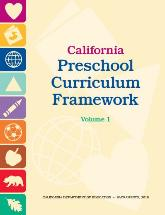 California
Preschool
Curriculum
Framework
Volume 1
CALIFORNIA DEPARTMENT OF EDUCATION • SACRAMENTO, 2010